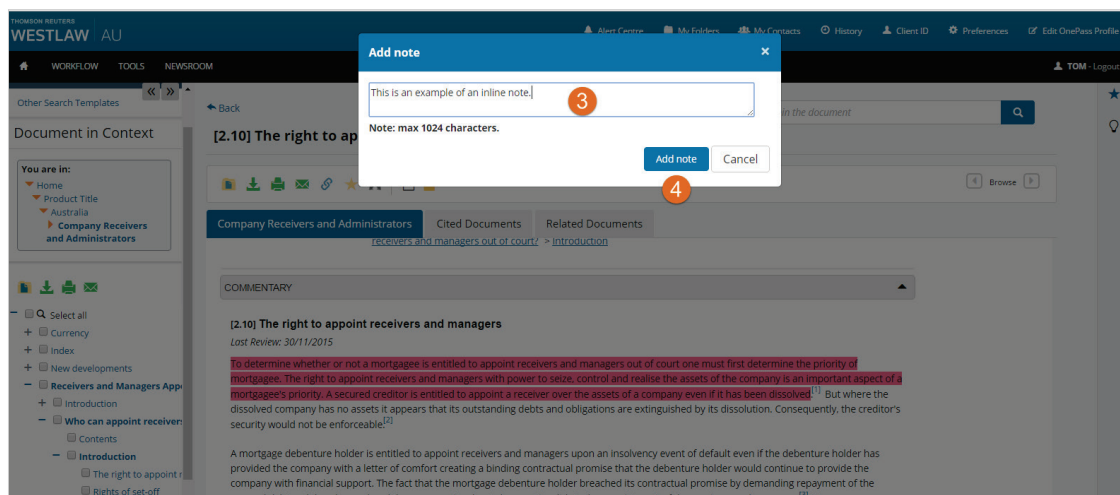 THOMSON REUTERS
WESTLAW AU
Alert Centre My Folders My Contacts History Client ID Preferences Edit OnePass Profile
WORKFLOW TOOLS NEWSROOM
TOM - Logout
Add note ×
This is an example of an inline note.
3
Note: max 1024 characters.
Add note Cancel
4
Other Search Templates « »
Document in Context
You are in:
Home
Product Title
Australia
Company Receivers
and Administrators
Select all
+ Currency
+ Index
+ New developments
− Receivers and Managers App
+ Introduction
− Who can appoint receiver
Contents
− Introduction
The right to appoint r
Rights of set-off
Back
in the document
[2.10] The right to ap
Browse
Company Receivers and Administrators Cited Documents Related Documents
receivers and managers out of court? > Introduction
COMMENTARY
[2.10] The right to appoint receivers and managers
Last Review: 30/11/2015
To determine whether or not a mortgagee is entitled to appoint receivers and managers out of court one must first determine the priority of
mortgagee. The right to appoint receivers and managers with power to seize, control and realise the assets of the company is an important aspect of a
mortgagee's priority. A secured creditor is entitled to appoint a receiver over the assets of a company even if it has been dissolved.[1] But where the
dissolved company has no assets it appears that its outstanding debts and obligations are extinguished by its dissolution. Consequently, the creditor's
security would not be enforceable.[2]
A mortgage debenture holder is entitled to appoint receivers and managers upon an insolvency event of default even if the debenture holder has
provided the company with a letter of comfort creating a binding contractual promise that the debenture holder would continue to provide the
company with financial support. The fact that the mortgage debenture holder breached its contractual promise by demanding repayment of the